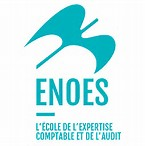 ENOES
L'ÉCOLE DE L'EXPERTISE
COMPTABLE ET DE L'AUDIT